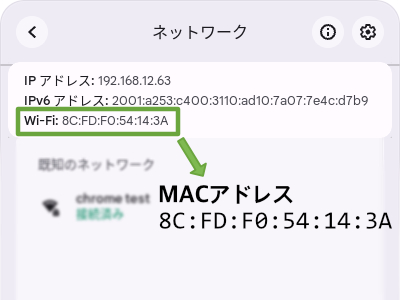 ネットワーク
IP アドレス: 192.168.12.63
IPv6 アドレス: 2001:a253:c400:3110:ad10:7a07:7e4c:d7b9
Wi-Fi: 8C:FD:F0:54:14:3A
既知のネットワーク
chrome test
接続済み
MACアドレス
8C:FD:F0:54:14:3A